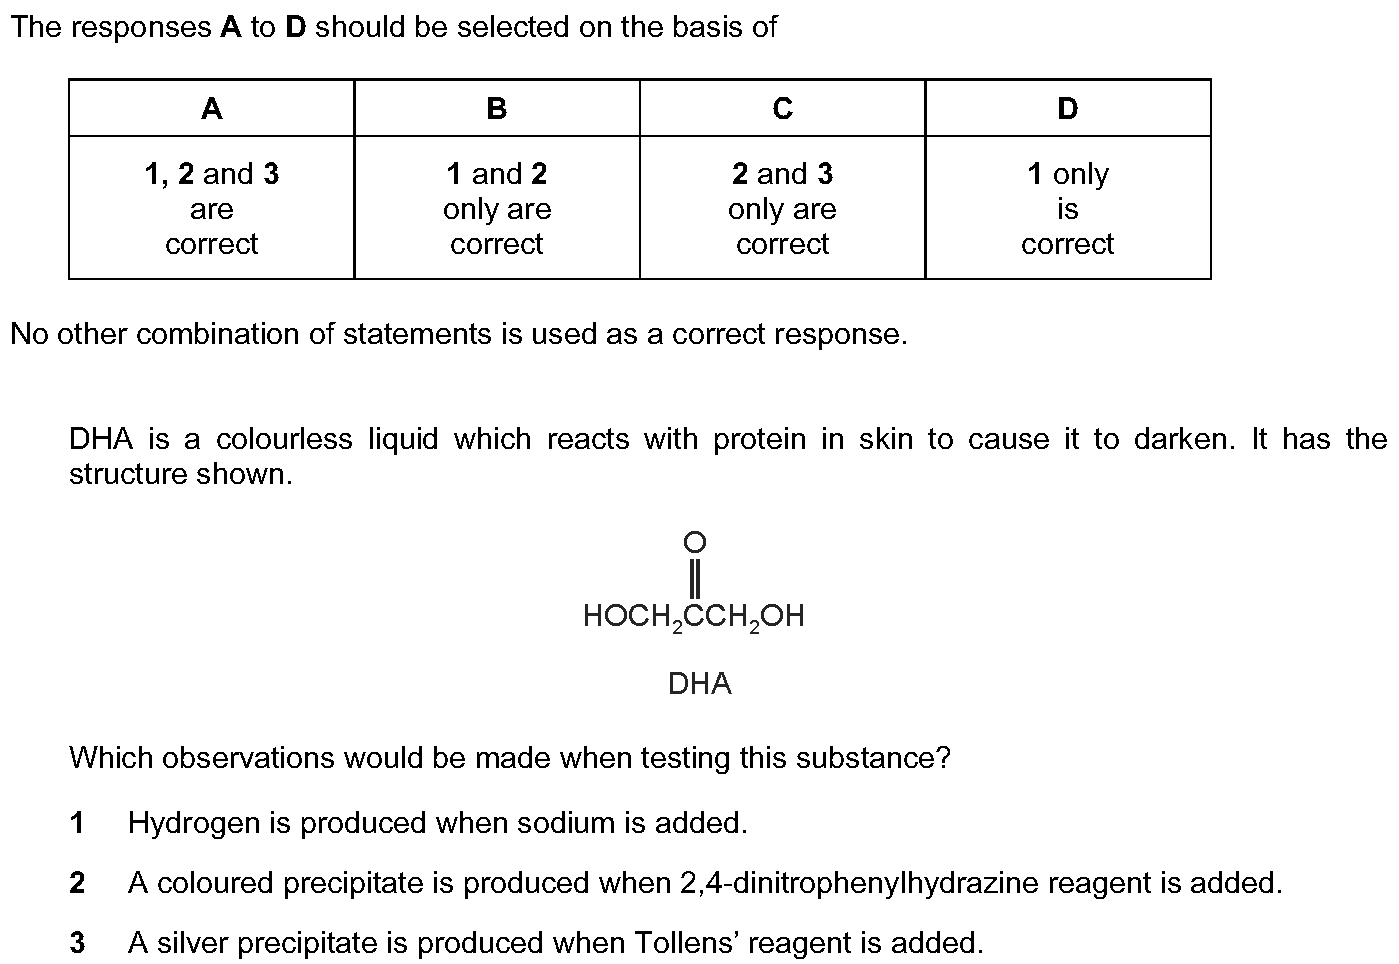 The responses A to D should be selected on the basis of
A B C D
1, 2 and 3 1 and 2 2 and 3 1 only
are only are only are is
correct correct correct correct
No other combination of statements is used as a correct response.
DHA is a colourless liquid which reacts with protein in skin to cause it to darken. It has the
structure shown.
O
HOCH₂CCH₂OH
DHA
Which observations would be made when testing this substance?
1 Hydrogen is produced when sodium is added.
2 A coloured precipitate is produced when 2,4-dinitrophenylhydrazine reagent is added.
3 A silver precipitate is produced when Tollens’ reagent is added.